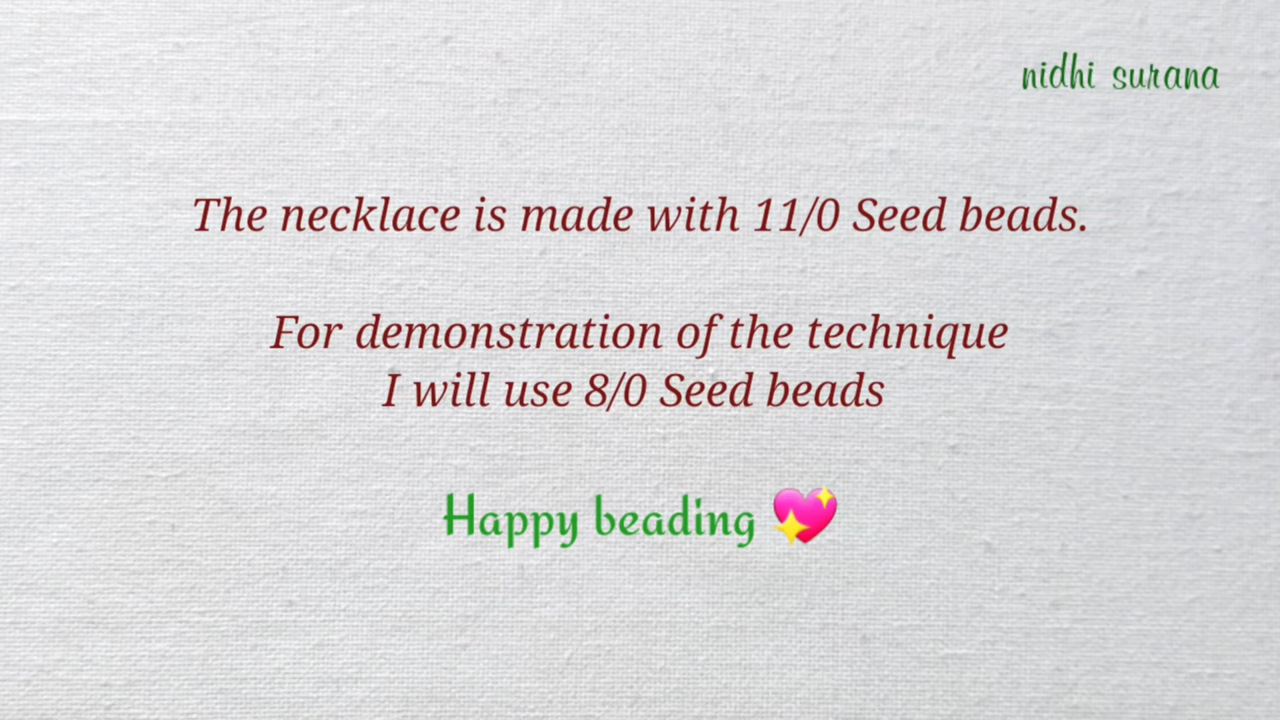 nidhi surana
The necklace is made with 11/0 Seed beads.
For demonstration of the technique
I will use 8/0 Seed beads
Happy beading 💖